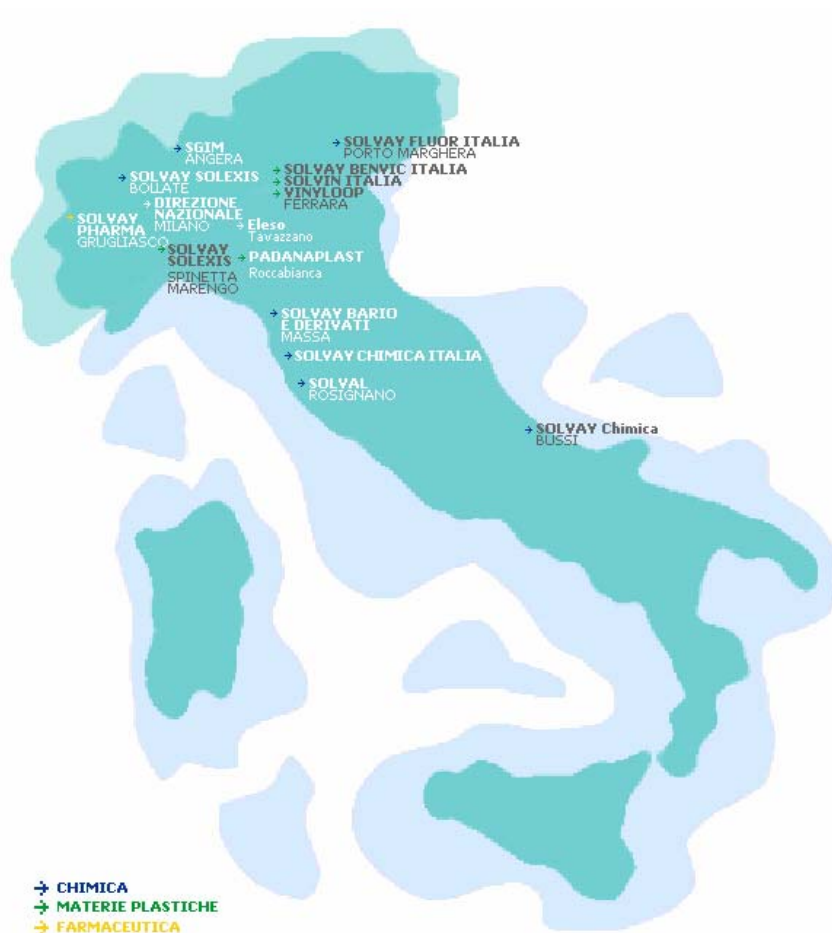 SGIM
ANGERA
SOLVAY FLUOR ITALIA
PORTO MARGHERA
SOLVAY SOLEXIS
BOLLATE
SOLVAY BENVIC ITALIA
SOLVIN ITALIA
VINYLOOP
FERRARA
DIREZIONE
NAZIONALE
MILANO
SOLVAY
PHARMA
GRUGLIASCO
Eleso
Tavazzano
SOLVAY
SOLEXIS
SPINETTA
MARENGO
PADANAPLAST
Roccabianca
SOLVAY BARIO
E DERIVATI
MASSA
SOLVAY CHIMICA ITALIA
SOLVAL
ROSIGNANO
SOLVAY Chimica
BUSSI
CHIMICA
MATERIE PLASTICHE
FARMACEUTICA